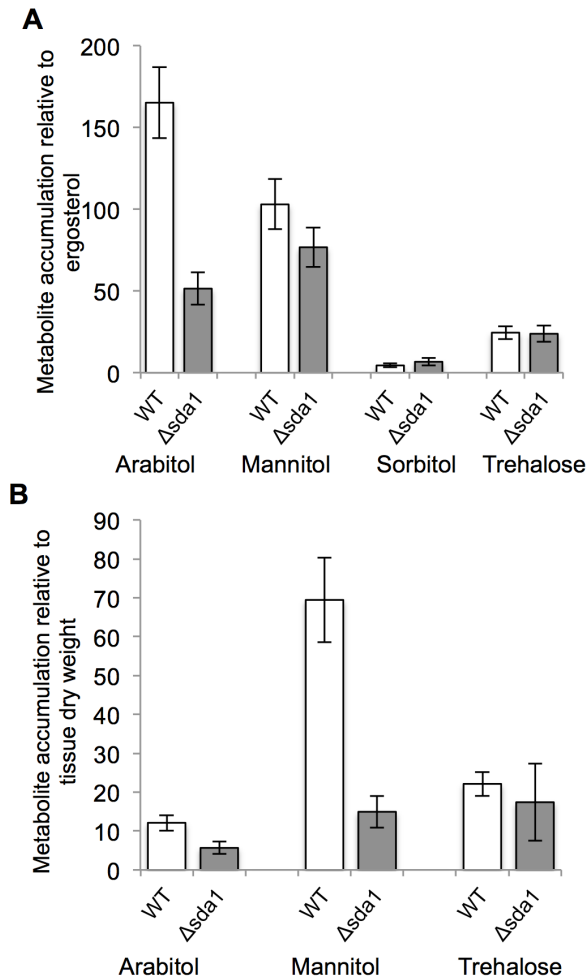 A
Metabolite accumulation relative to
ergosterol
200
150
100
50
0
WT Δsda1 WT Δsda1 WT Δsda1 WT Δsda1
Arabitol Mannitol Sorbitol Trehalose
B
Metabolite accumulation relative to
tissue dry weight
90
80
70
60
50
40
30
20
10
0
WT Δsda1 WT Δsda1 WT Δsda1
Arabitol Mannitol Trehalose